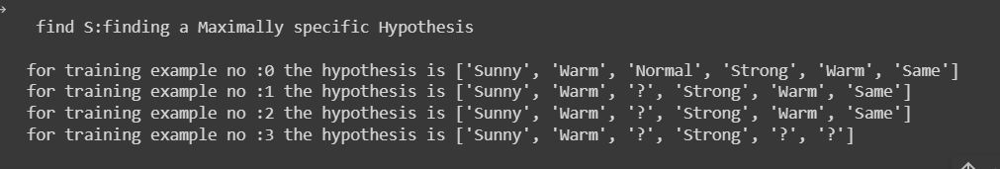 find S:finding a Maximally specific Hypothesis
for training example no :0 the hypothesis is ['Sunny', 'Warm', 'Normal', 'Strong', 'Warm', 'Same']
for training example no :1 the hypothesis is ['Sunny', 'Warm', '?', 'Strong', 'Warm', 'Same']
for training example no :2 the hypothesis is ['Sunny', 'Warm', '?', 'Strong', 'Warm', 'Same']
for training example no :3 the hypothesis is ['Sunny', 'Warm', '?', 'Strong', '?', '?']